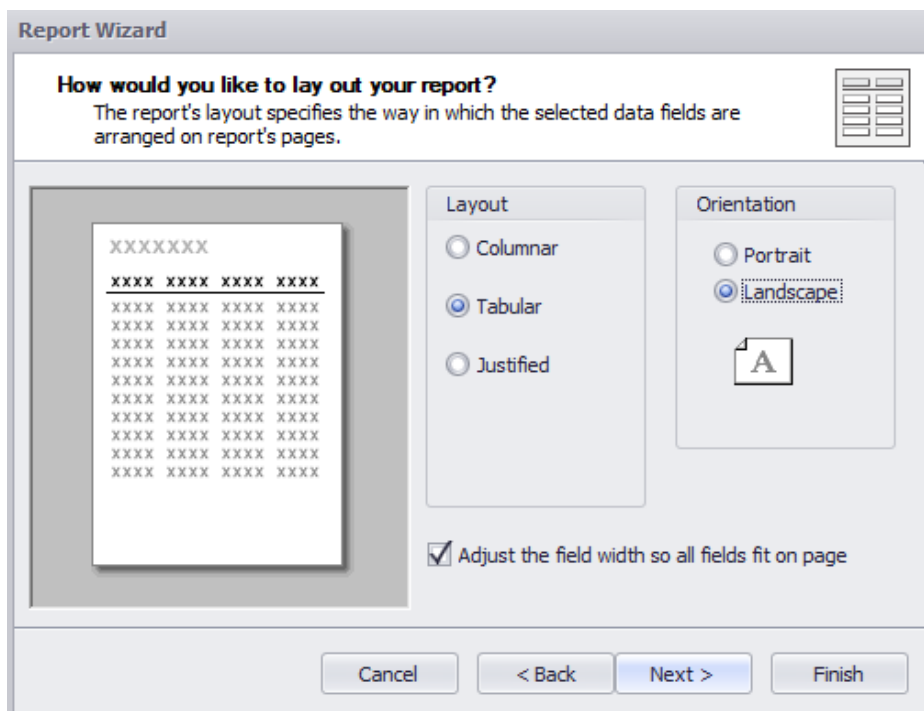 Report Wizard
How would you like to lay out your report?
The report's layout specifies the way in which the selected data fields are
arranged on report's pages.
XXXXXXX
XXXX XXXX XXXX XXXX
XXXX XXXX XXXX XXXX
XXXX XXXX XXXX XXXX
XXXX XXXX XXXX XXXX
XXXX XXXX XXXX XXXX
XXXX XXXX XXXX XXXX
XXXX XXXX XXXX XXXX
XXXX XXXX XXXX XXXX
XXXX XXXX XXXX XXXX
XXXX XXXX XXXX XXXX
XXXX XXXX XXXX XXXX
Layout
Columnar
Tabular
Justified
Orientation
Portrait
Landscape
A
Adjust the field width so all fields fit on page
Cancel
< Back
Next >
Finish